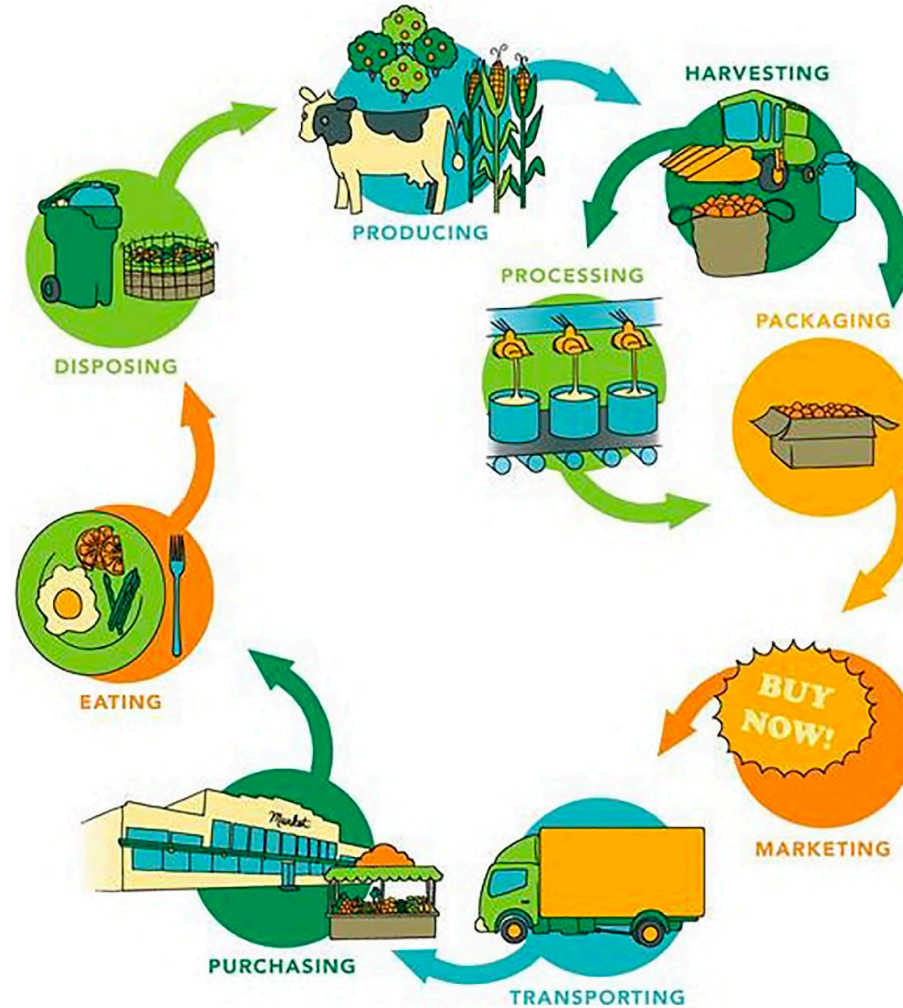 PRODUCING
HARVESTING
PROCESSING
PACKAGING
BUY
NOW!
MARKETING
TRANSPORTING
Market
PURCHASING
EATING
DISPOSING